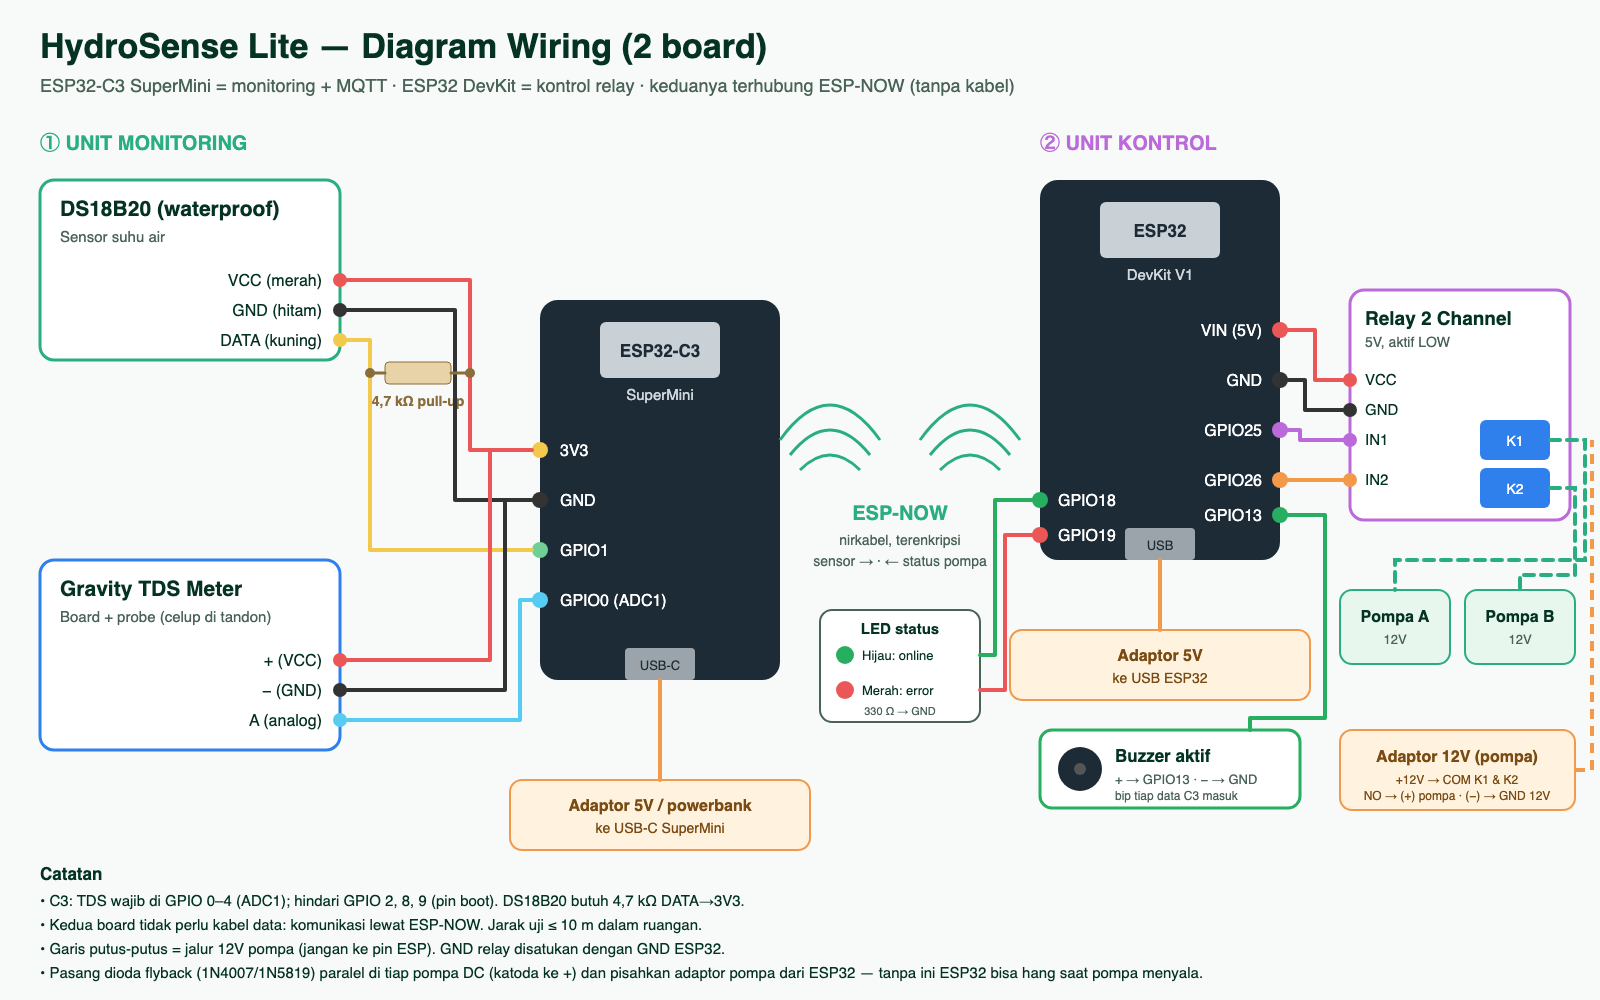 HydroSense Lite — Diagram Wiring (2 board)
ESP32-C3 SuperMini = monitoring + MQTT · ESP32 DevKit = kontrol relay · keduanya terhubung ESP-NOW (tanpa kabel)
① UNIT MONITORING
DS18B20 (waterproof)
Sensor suhu air
VCC (merah)
GND (hitam)
DATA (kuning)
4,7 kΩ pull-up
Gravity TDS Meter
Board + probe (celup di tandon)
+ (VCC)
– (GND)
A (analog)
ESP32-C3
SuperMini
3V3
GND
GPIO1
GPIO0 (ADC1)
USB-C
Adaptor 5V / powerbank
ke USB-C SuperMini
ESP-NOW
nirkabel, terenkripsi
sensor → · ← status pompa
LED status
Hijau: online
Merah: error
330 Ω → GND
② UNIT KONTROL
ESP32
DevKit V1
VIN (5V)
GND
GPIO25
GPIO26
GPIO13
GPIO18
GPIO19
USB
Adaptor 5V
ke USB ESP32
Buzzer aktif
+ → GPIO13 · – → GND
bip tiap data C3 masuk
Relay 2 Channel
5V, aktif LOW
VCC
GND
IN1
IN2
K1
K2
Pompa A
12V
Pompa B
12V
Adaptor 12V (pompa)
+12V → COM K1 & K2
NO → (+) pompa · (–) → GND 12V
Catatan
• C3: TDS wajib di GPIO 0–4 (ADC1); hindari GPIO 2, 8, 9 (pin boot). DS18B20 butuh 4,7 kΩ DATA→3V3.
• Kedua board tidak perlu kabel data: komunikasi lewat ESP-NOW. Jarak uji ≤ 10 m dalam ruangan.
• Garis putus-putus = jalur 12V pompa (jangan ke pin ESP). GND relay disatukan dengan GND ESP32.
• Pasang dioda flyback (1N4007/1N5819) paralel di tiap pompa DC (katoda ke +) dan pisahkan adaptor pompa dari ESP32 — tanpa ini ESP32 bisa hang saat pompa menyala.